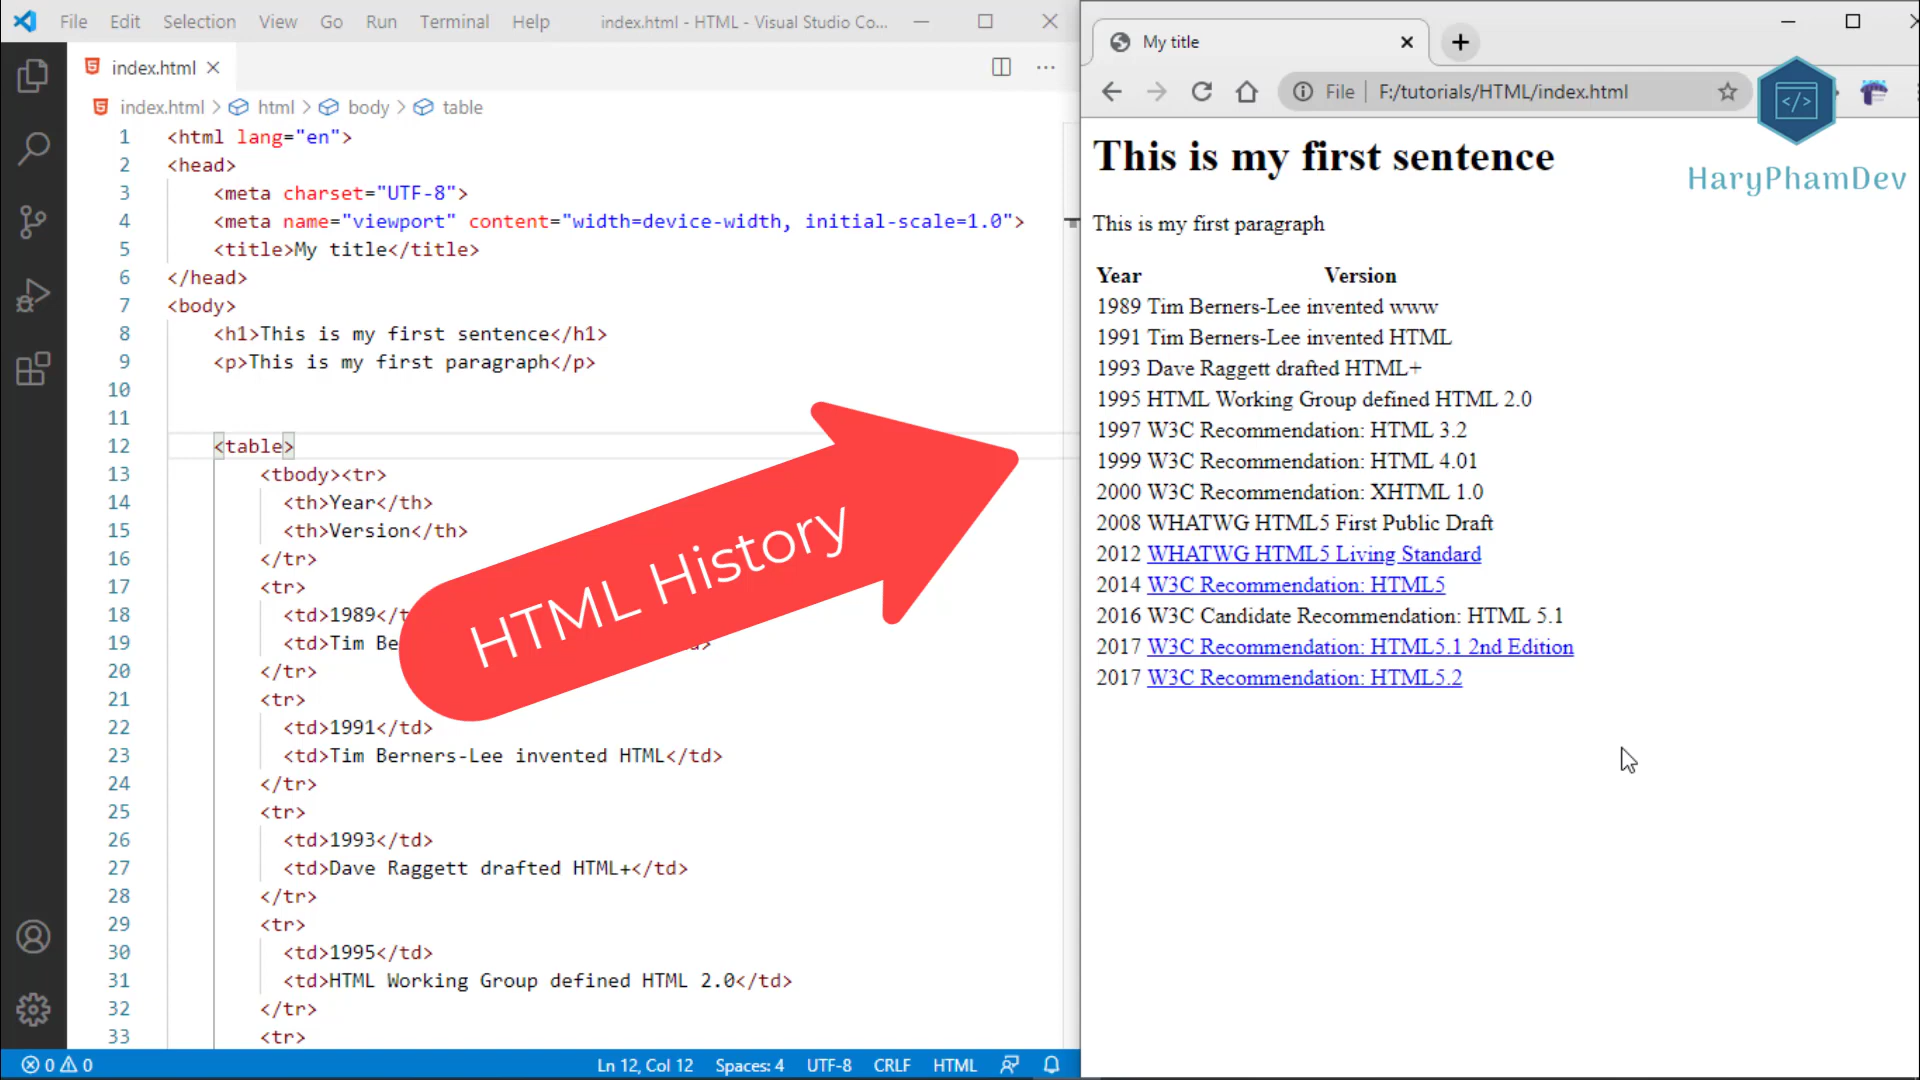 File Edit Selection View Go Run Terminal Help index.html - HTML - Visual Studio Co...
index.html
index.html > html > body > table
1 <html lang="en">
2 <head>
3 <meta charset="UTF-8">
4 <meta name="viewport" content="width=device-width, initial-scale=1.0">
5 <title>My title</title>
6 </head>
7 <body>
8 <h1>This is my first sentence</h1>
9 <p>This is my first paragraph</p>
10
11
12 <table>
13 <tbody><tr>
14 <th>Year</th>
15 <th>Version</th>
16 </tr>
17 <tr>
18 <td>1989</t
19 <td>Tim Be
20 </tr>
21 <tr>
22 <td>1991</td>
23 <td>Tim Berners-Lee invented HTML</td>
24 </tr>
25 <tr>
26 <td>1993</td>
27 <td>Dave Raggett drafted HTML+</td>
28 </tr>
29 <tr>
30 <td>1995</td>
31 <td>HTML Working Group defined HTML 2.0</td>
32 </tr>
33 <tr>
HTML History
0 0 Ln 12, Col 12 Spaces: 4 UTF-8 CRLF HTML
My title
File F:/tutorials/HTML/index.html
</>
HaryPhamDev
This is my first sentence
This is my first paragraph
Year Version
1989 Tim Berners-Lee invented www
1991 Tim Berners-Lee invented HTML
1993 Dave Raggett drafted HTML+
1995 HTML Working Group defined HTML 2.0
1997 W3C Recommendation: HTML 3.2
1999 W3C Recommendation: HTML 4.01
2000 W3C Recommendation: XHTML 1.0
2008 WHATWG HTML5 First Public Draft
2012 WHATWG HTML5 Living Standard
2014 W3C Recommendation: HTML5
2016 W3C Candidate Recommendation: HTML 5.1
2017 W3C Recommendation: HTML5.1 2nd Edition
2017 W3C Recommendation: HTML5.2